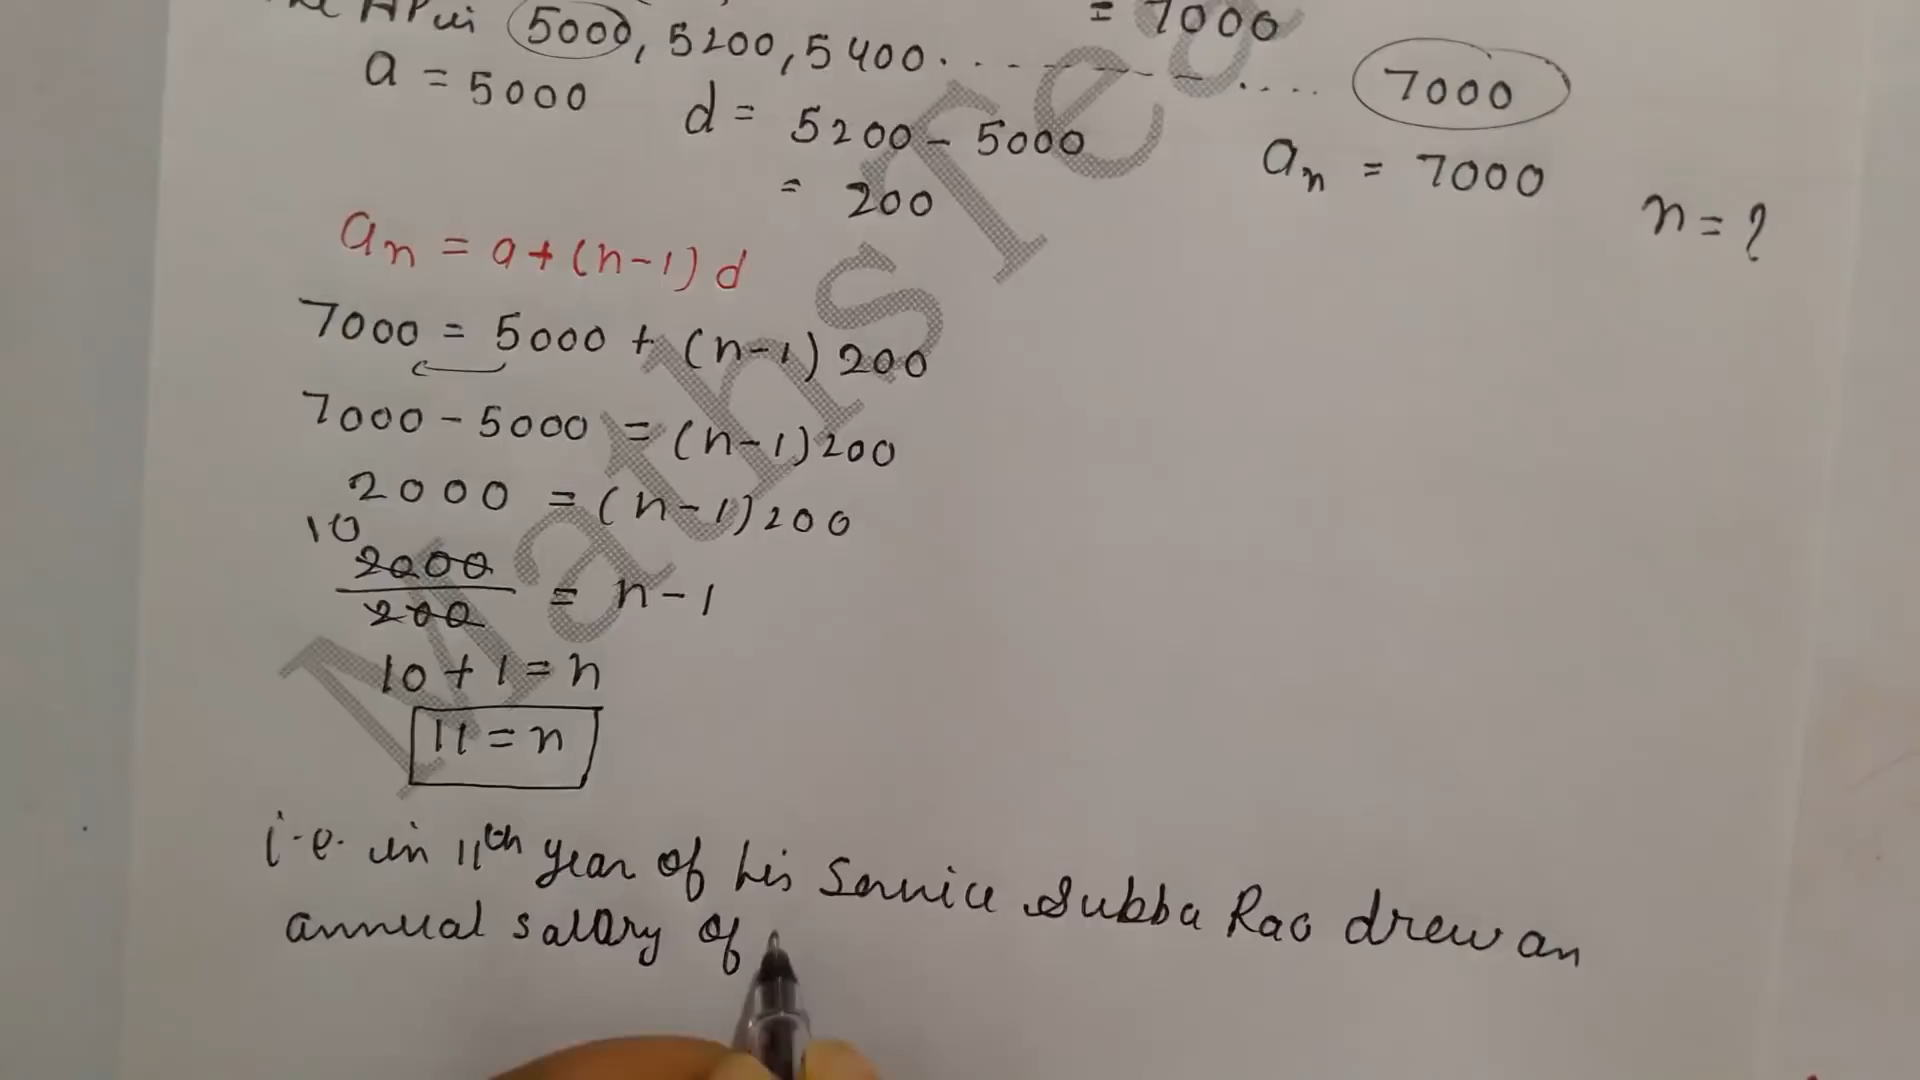 AP is 5000, 5200, 5400 . . . . . . . . . . 7000
= 7000
a = 5000
d = 5200 - 5000
= 200
an = 7000
n = ?
an = a + (n-1) d
7000 = 5000 + (n-1) 200
7000 - 5000 = (n-1) 200
2000 = (n-1) 200
10
2000
200
= n - 1
10 + 1 = n
11 = n
i.e. in 11th year of his Service Subba Rao drew an
annual salary of
Maths